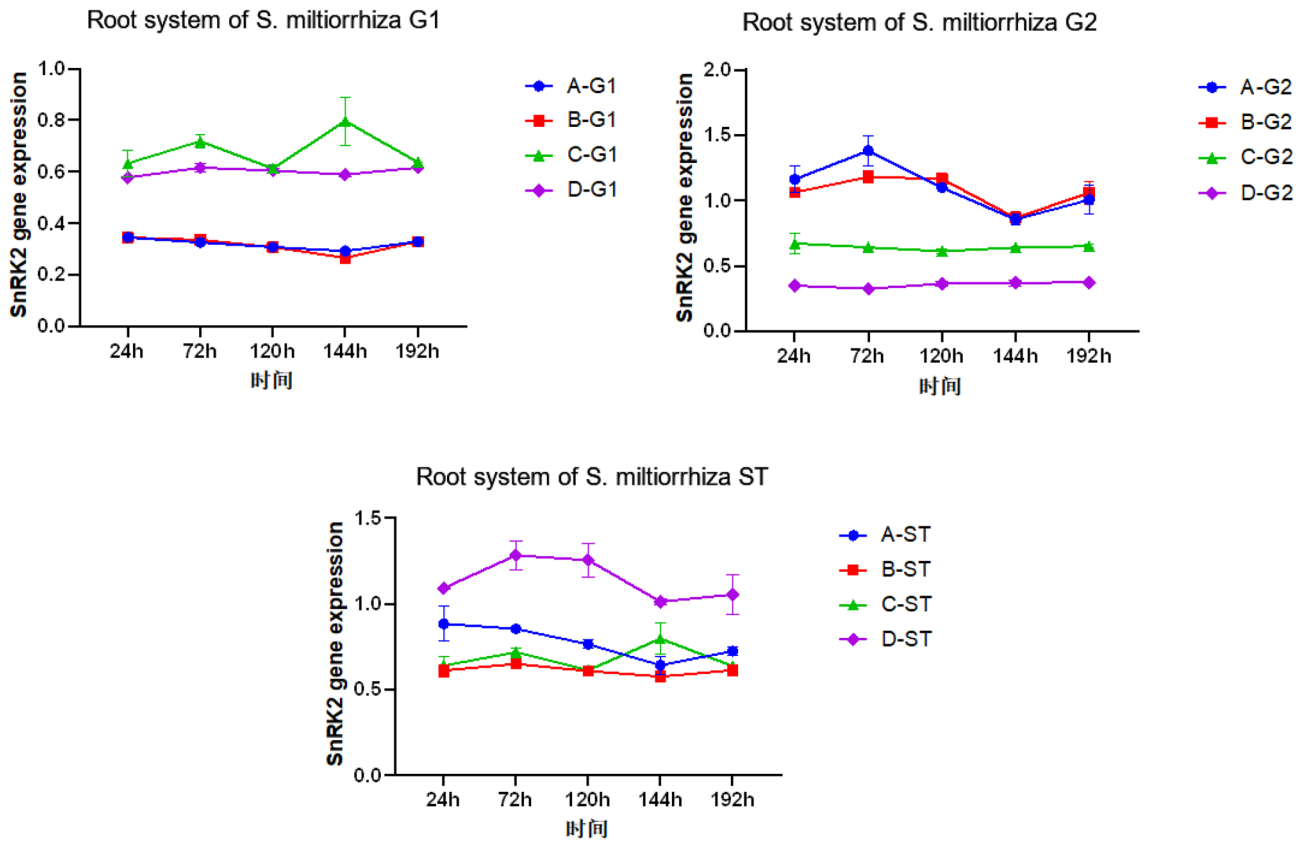 Root system of S. miltiorrhiza G1
SnRK2 gene expression
1.0
0.8
0.6
0.4
0.2
0.0
24h 72h 120h 144h 192h
时间
A-G1
B-G1
C-G1
D-G1
Root system of S. miltiorrhiza G2
SnRK2 gene expression
2.0
1.5
1.0
0.5
0.0
24h 72h 120h 144h 192h
时间
A-G2
B-G2
C-G2
D-G2
Root system of S. miltiorrhiza ST
SnRK2 gene expression
1.5
1.0
0.5
0.0
24h 72h 120h 144h 192h
时间
A-ST
B-ST
C-ST
D-ST